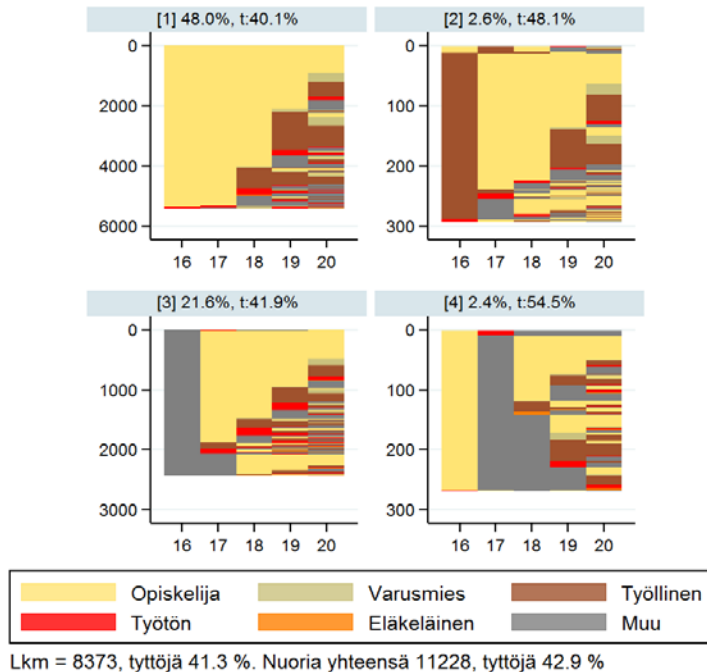 [1] 48.0%, t:40.1%
[2] 2.6%, t:48.1%
0
2000
4000
6000
16 17 18 19 20
0
100
200
300
16 17 18 19 20
[3] 21.6%, t:41.9%
[4] 2.4%, t:54.5%
0
1000
2000
3000
16 17 18 19 20
0
100
200
300
16 17 18 19 20
Opiskelija Varusmies Työllinen
Työtön Eläkeläinen Muu
Lkm = 8373, tyttöjä 41.3 %. Nuoria yhteensä 11228, tyttöjä 42.9 %